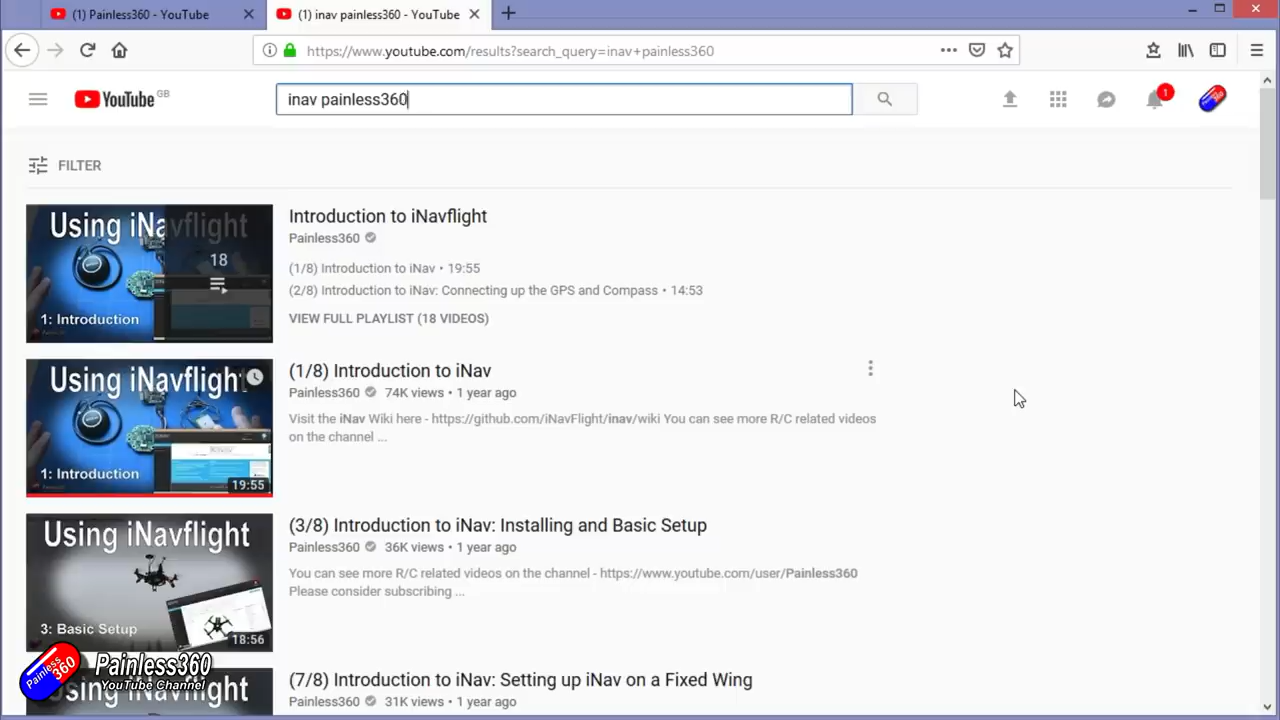 (1) Painless360 - YouTube
(1) inav painless360 - YouTube
https://www.youtube.com/results?search_query=inav+painless360
YouTube GB
inav painless360
1
FILTER
Using iNavflight
18
1: Introduction
Introduction to iNavflight
Painless360
(1/8) Introduction to iNav • 19:55
(2/8) Introduction to iNav: Connecting up the GPS and Compass • 14:53
VIEW FULL PLAYLIST (18 VIDEOS)
Using iNavflight
1: Introduction
19:55
(1/8) Introduction to iNav
Painless360 74K views • 1 year ago
Visit the iNav Wiki here - https://github.com/iNavFlight/inav/wiki You can see more R/C related videos
on the channel ...
Using iNavflight
3: Basic Setup
18:56
(3/8) Introduction to iNav: Installing and Basic Setup
Painless360 36K views • 1 year ago
You can see more R/C related videos on the channel - https://www.youtube.com/user/Painless360
Please consider subscribing ...
Using iNavflight
(7/8) Introduction to iNav: Setting up iNav on a Fixed Wing
Painless360 31K views • 1 year ago
Painless 360
Painless360
YouTube Channel